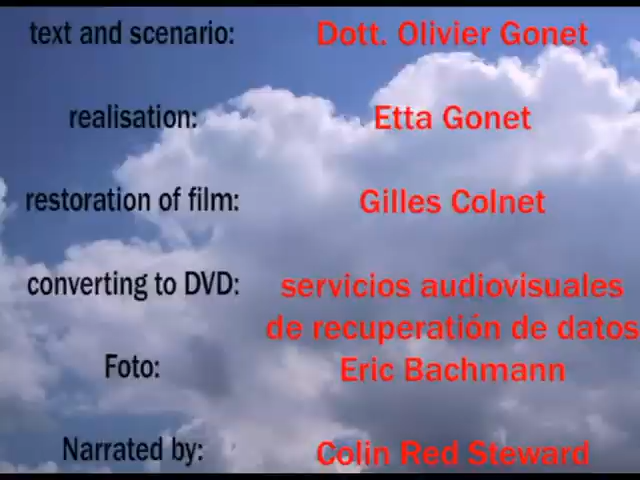 text and scenario: Dott. Olivier Gonet
realisation: Etta Gonet
restoration of film: Gilles Colnet
converting to DVD: servicios audiovisuales
de recuperatión de datos
Foto: Eric Bachmann
Narrated by: Colin Red Steward